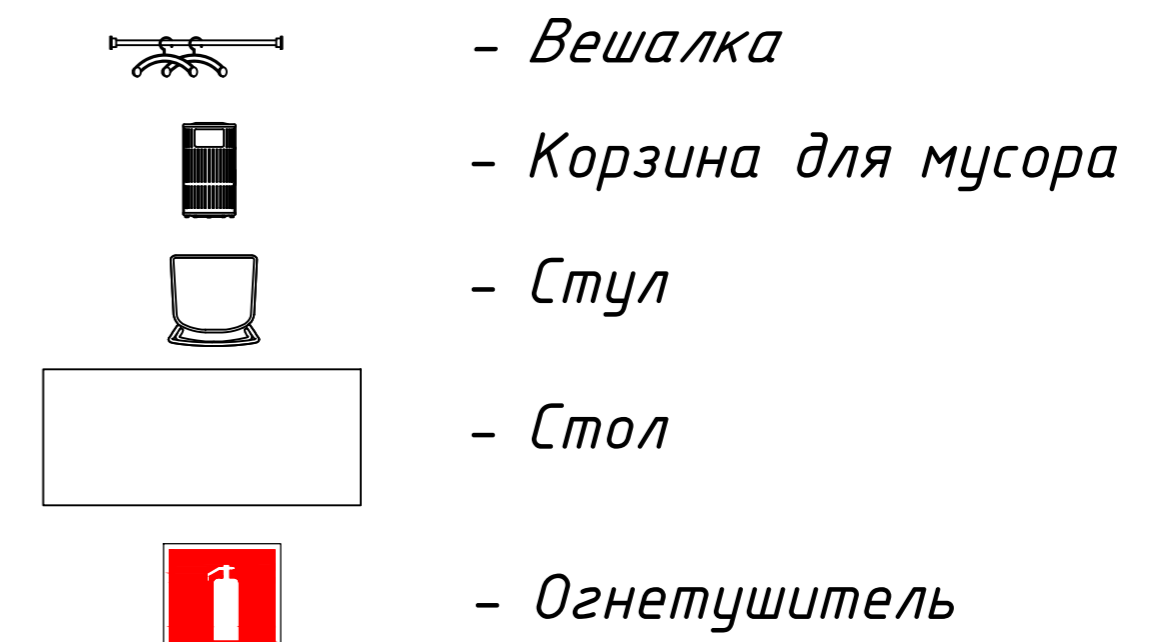 - Вешалка
- Корзина для мусора
- Стул
- Стол
- Огнетушитель